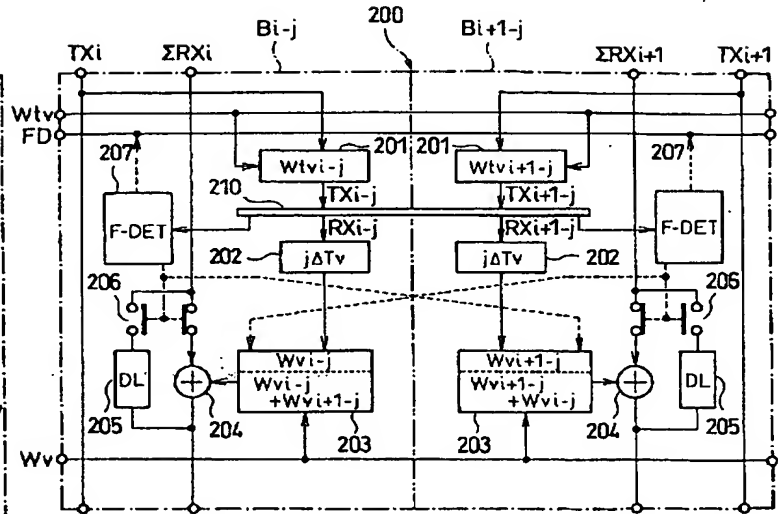 TXi ΣRXi Bi-j 200 Bi+1-j ΣRXi+1 TXi+1
Wtv
FD
207 201 201 207
Wtvi-j Wtvi+1-j
210 TXi-j TXi+1-j
F-DET RXi-j RXi+1-j F-DET
202 jΔTv jΔTv 202
206 206
Wvi-j Wvi+1-j
DL Wvi-j Wvi+1-j DL
+Wvi+1-j +Wvi-j
205 204 203 203 204 205
Wv